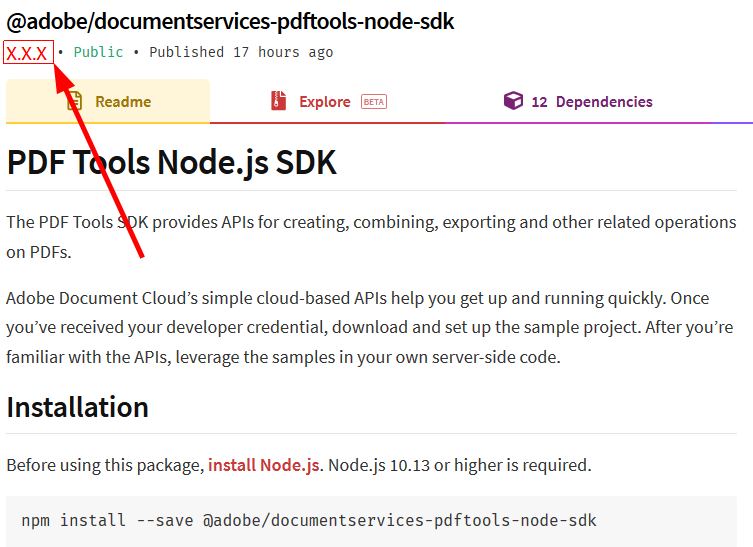 @adobe/documentservices-pdftools-node-sdk
X.X.X • Public • Published 17 hours ago
Readme Explore BETA 12 Dependencies
PDF Tools Node.js SDK
The PDF Tools SDK provides APIs for creating, combining, exporting and other related operations
on PDFs.
Adobe Document Cloud’s simple cloud-based APIs help you get up and running quickly. Once
you’ve received your developer credential, download and set up the sample project. After you’re
familiar with the APIs, leverage the samples in your own server-side code.
Installation
Before using this package, install Node.js. Node.js 10.13 or higher is required.
npm install --save @adobe/documentservices-pdftools-node-sdk